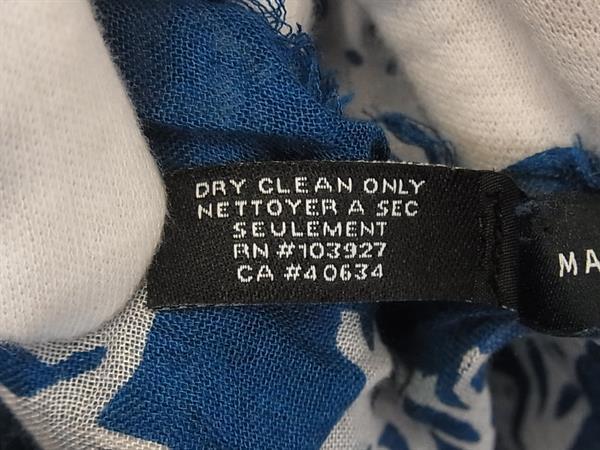 DRY CLEAN ONLY
NETTOYER A SEC
SEULEMENT
RN #103927
CA #40634
MA